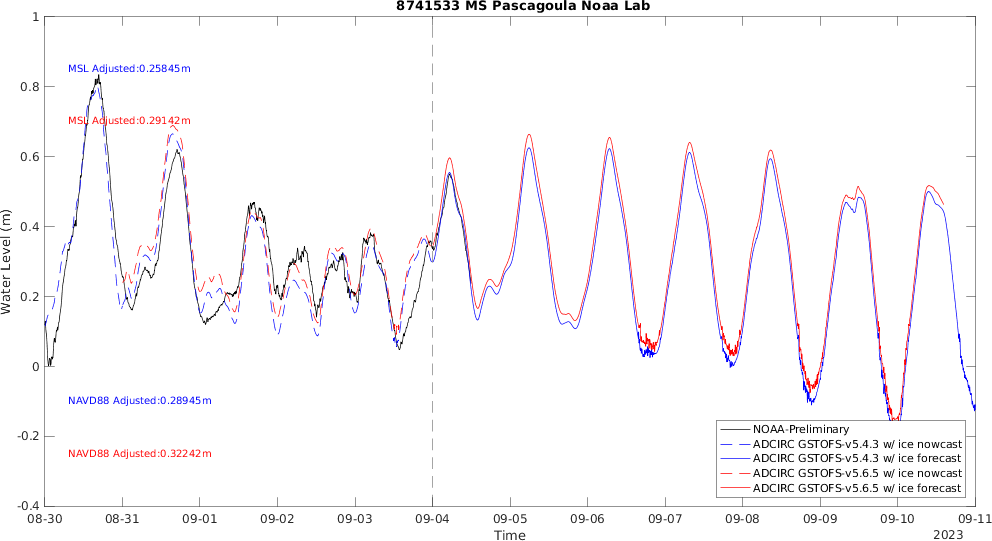 8741533 MS Pascagoula Noaa Lab
1
0.8
0.6
0.4
0.2
0
-0.2
-0.4
Water Level (m)
MSL Adjusted:0.25845m
MSL Adjusted:0.29142m
NAVD88 Adjusted:0.28945m
NAVD88 Adjusted:0.32242m
NOAA-Preliminary
ADCIRC GSTOFS-v5.4.3 w/ ice nowcast
ADCIRC GSTOFS-v5.4.3 w/ ice forecast
ADCIRC GSTOFS-v5.6.5 w/ ice nowcast
ADCIRC GSTOFS-v5.6.5 w/ ice forecast
08-30 08-31 09-01 09-02 09-03 09-04 09-05 09-06 09-07 09-08 09-09 09-10 09-11
Time
2023